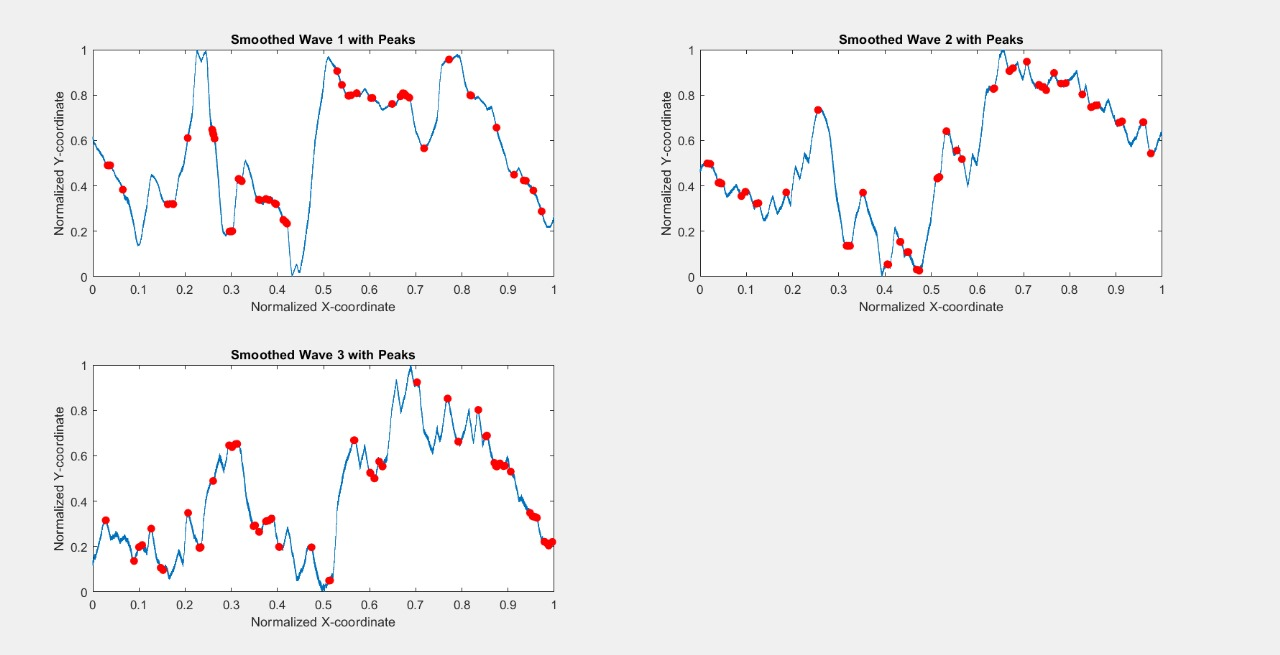 Smoothed Wave 1 with Peaks
Normalized Y-coordinate
1
0.8
0.6
0.4
0.2
0
0 0.1 0.2 0.3 0.4 0.5 0.6 0.7 0.8 0.9 1
Normalized X-coordinate
Smoothed Wave 2 with Peaks
Normalized Y-coordinate
1
0.8
0.6
0.4
0.2
0
0 0.1 0.2 0.3 0.4 0.5 0.6 0.7 0.8 0.9 1
Normalized X-coordinate
Smoothed Wave 3 with Peaks
Normalized Y-coordinate
1
0.8
0.6
0.4
0.2
0
0 0.1 0.2 0.3 0.4 0.5 0.6 0.7 0.8 0.9 1
Normalized X-coordinate